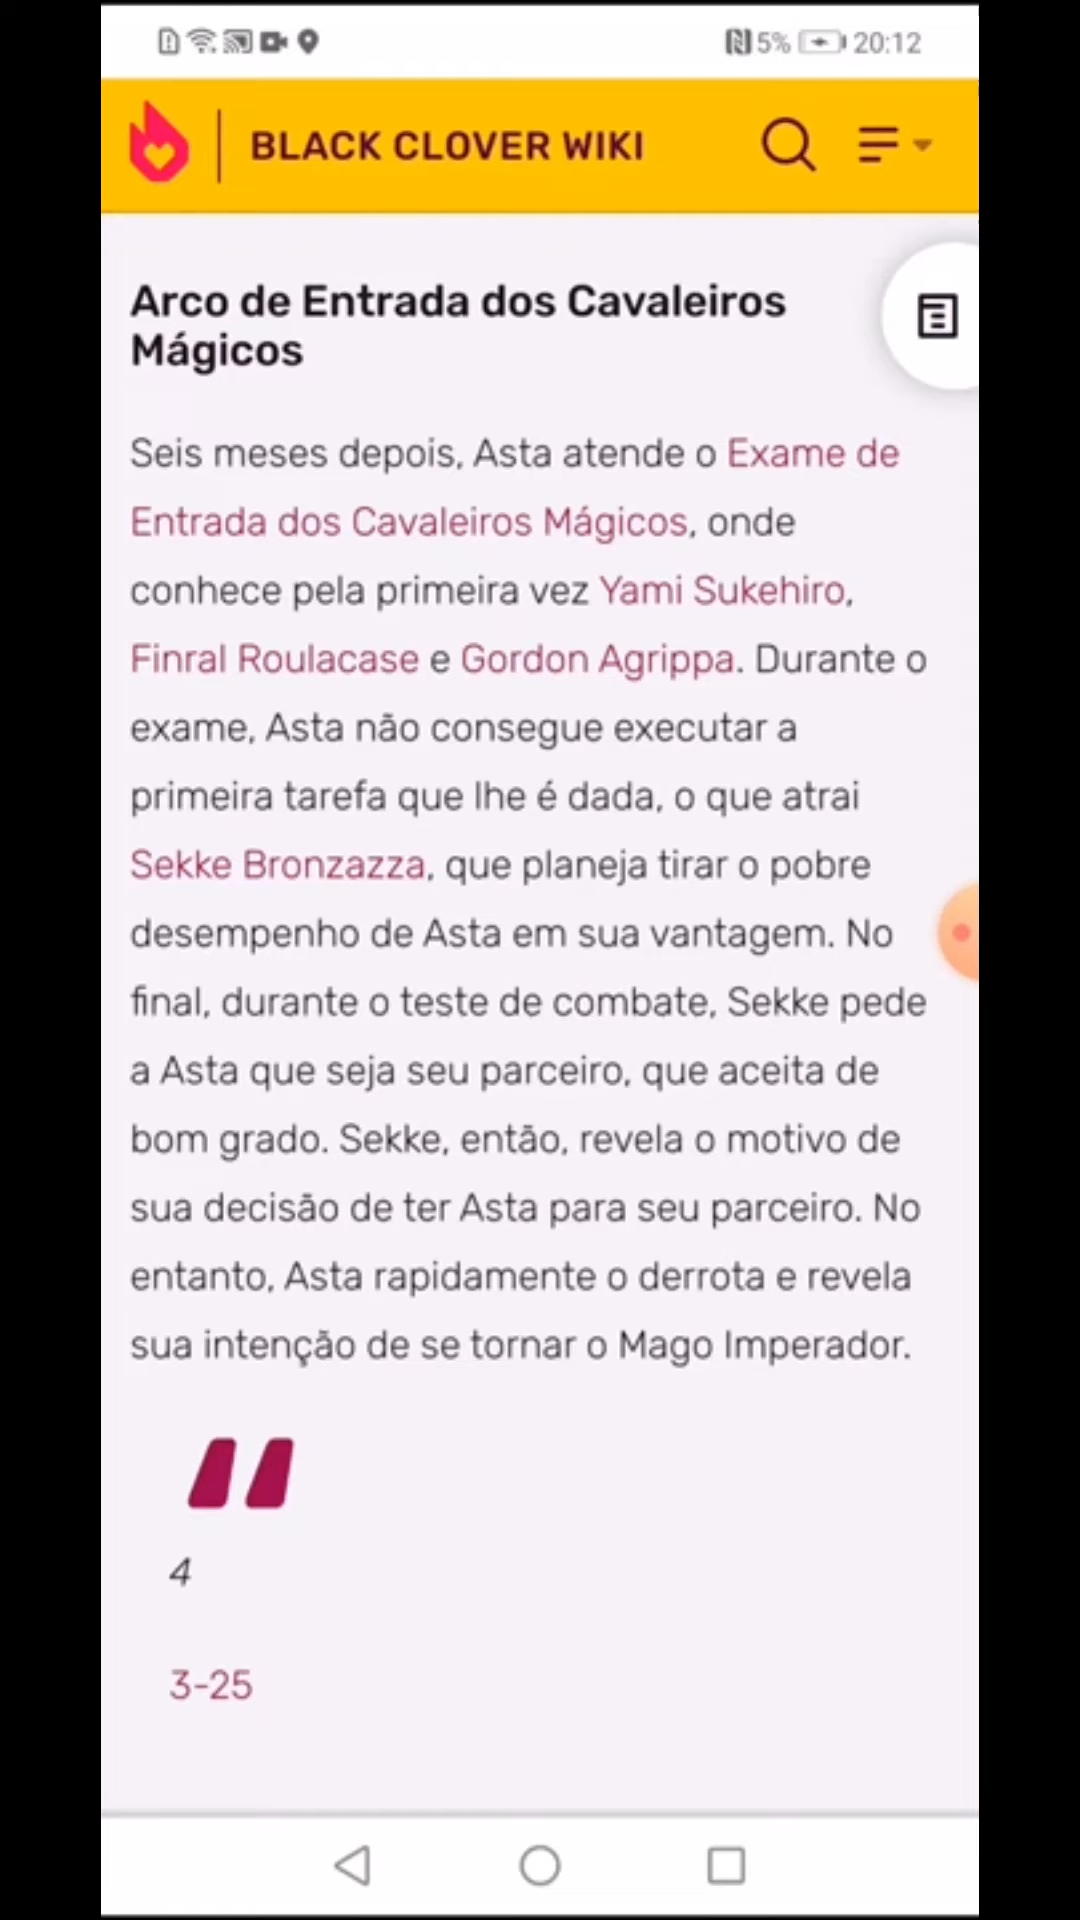 5% 20:12
BLACK CLOVER WIKI
Arco de Entrada dos Cavaleiros
Mágicos
Seis meses depois, Asta atende o Exame de
Entrada dos Cavaleiros Mágicos, onde
conhece pela primeira vez Yami Sukehiro,
Finral Roulacase e Gordon Agrippa. Durante o
exame, Asta não consegue executar a
primeira tarefa que lhe é dada, o que atrai
Sekke Bronzazza, que planeja tirar o pobre
desempenho de Asta em sua vantagem. No
final, durante o teste de combate, Sekke pede
a Asta que seja seu parceiro, que aceita de
bom grado. Sekke, então, revela o motivo de
sua decisão de ter Asta para seu parceiro. No
entanto, Asta rapidamente o derrota e revela
sua intenção de se tornar o Mago Imperador.
"
4
3-25